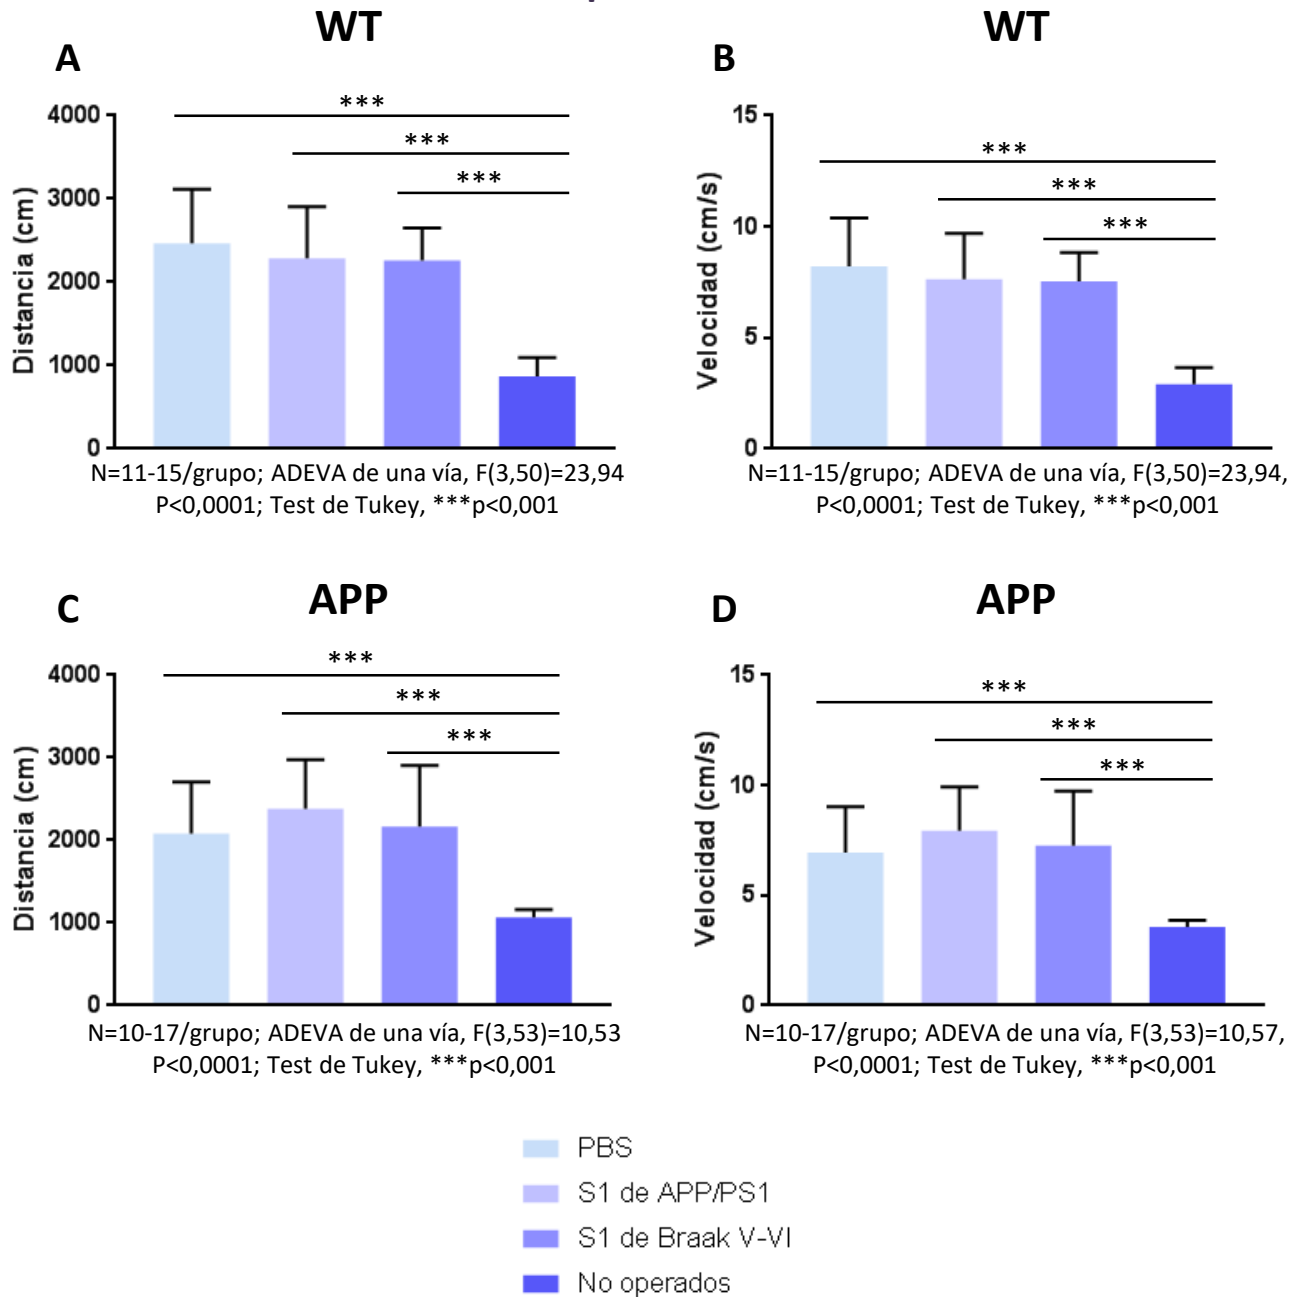 WT
A
***
***
***
4000
3000
2000
1000
0
Distancia (cm)
N=11-15/grupo; ADEVA de una vía, F(3,50)=23,94
P<0,0001; Test de Tukey, ***p<0,001
WT
B
***
***
***
15
10
5
0
Velocidad (cm/s)
N=11-15/grupo; ADEVA de una vía, F(3,50)=23,94,
P<0,0001; Test de Tukey, ***p<0,001
APP
C
***
***
***
4000
3000
2000
1000
0
Distancia (cm)
N=10-17/grupo; ADEVA de una vía, F(3,53)=10,53
P<0,0001; Test de Tukey, ***p<0,001
APP
D
***
***
***
15
10
5
0
Velocidad (cm/s)
N=10-17/grupo; ADEVA de una vía, F(3,53)=10,57,
P<0,0001; Test de Tukey, ***p<0,001
PBS
S1 de APP/PS1
S1 de Braak V-VI
No operados